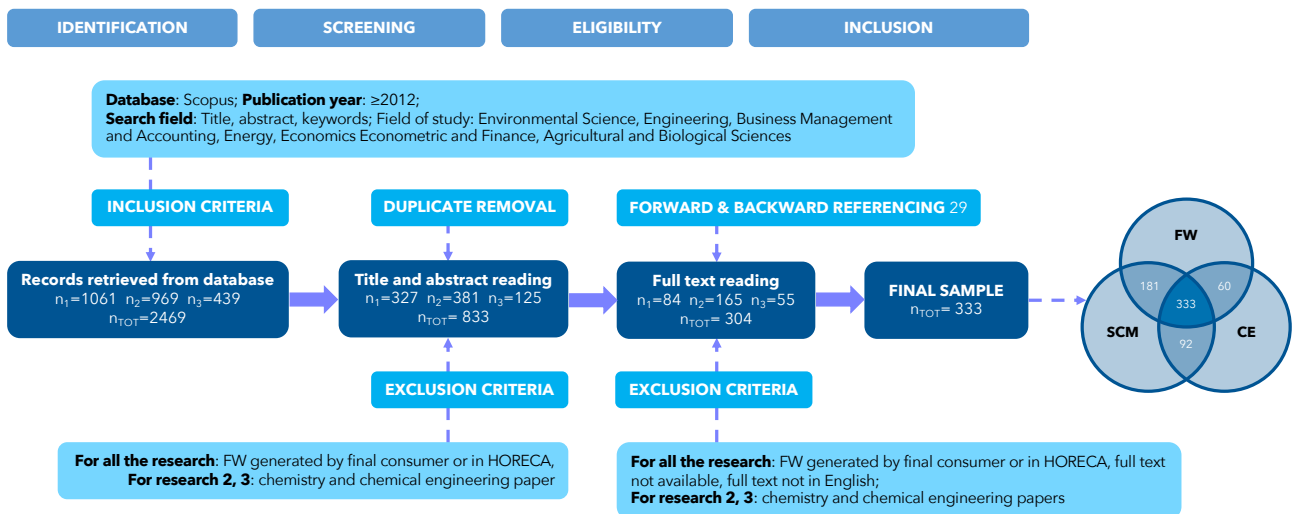 IDENTIFICATION
SCREENING
ELIGIBILITY
INCLUSION
Database: Scopus; Publication year: ≥2012;
Search field: Title, abstract, keywords; Field of study: Environmental Science, Engineering, Business Management
and Accounting, Energy, Economics Econometric and Finance, Agricultural and Biological Sciences
INCLUSION CRITERIA
DUPLICATE REMOVAL
FORWARD & BACKWARD REFERENCING 29
Records retrieved from database
n1=1061 n2=969 n3=439
nTOT=2469
Title and abstract reading
n1=327 n2=381 n3=125
nTOT= 833
Full text reading
n1=84 n2=165 n3=55
nTOT= 304
FINAL SAMPLE
nTOT= 333
FW
181
60
333
SCM
CE
92
EXCLUSION CRITERIA
EXCLUSION CRITERIA
For all the research: FW generated by final consumer or in HORECA,
For research 2, 3: chemistry and chemical engineering paper
For all the research: FW generated by final consumer or in HORECA, full text
not available, full text not in English;
For research 2, 3: chemistry and chemical engineering papers